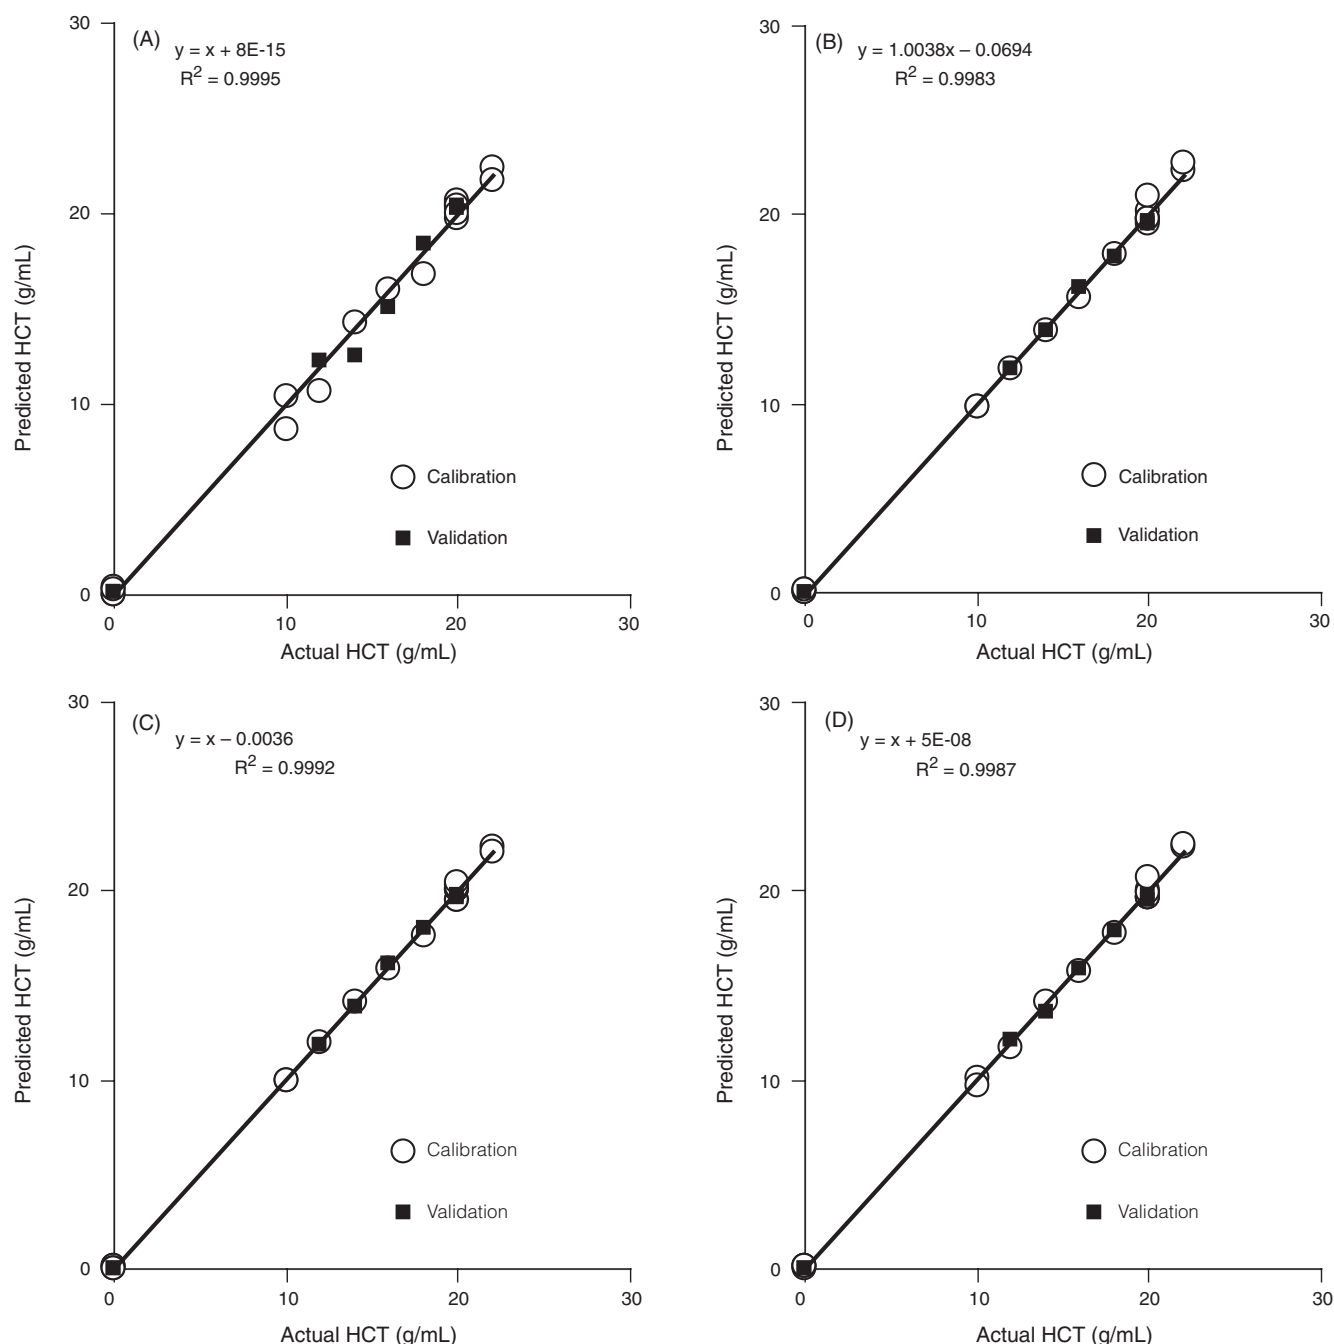 30
(A)
y = x + 8E-15
R² = 0.9995
20
10
0
Predicted HCT (g/mL)
Calibration
Validation
0 10 20 30
Actual HCT (g/mL)
30
(B)
y = 1.0038x – 0.0694
R² = 0.9983
20
10
0
Predicted HCT (g/mL)
Calibration
Validation
0 10 20 30
Actual HCT (g/mL)
30
(C)
y = x – 0.0036
R² = 0.9992
20
10
0
Predicted HCT (g/mL)
Calibration
Validation
0 10 20 30
Actual HCT (g/mL)
30
(D)
y = x + 5E-08
R² = 0.9987
20
10
0
Predicted HCT (g/mL)
Calibration
Validation
0 10 20 30
Actual HCT (g/mL)